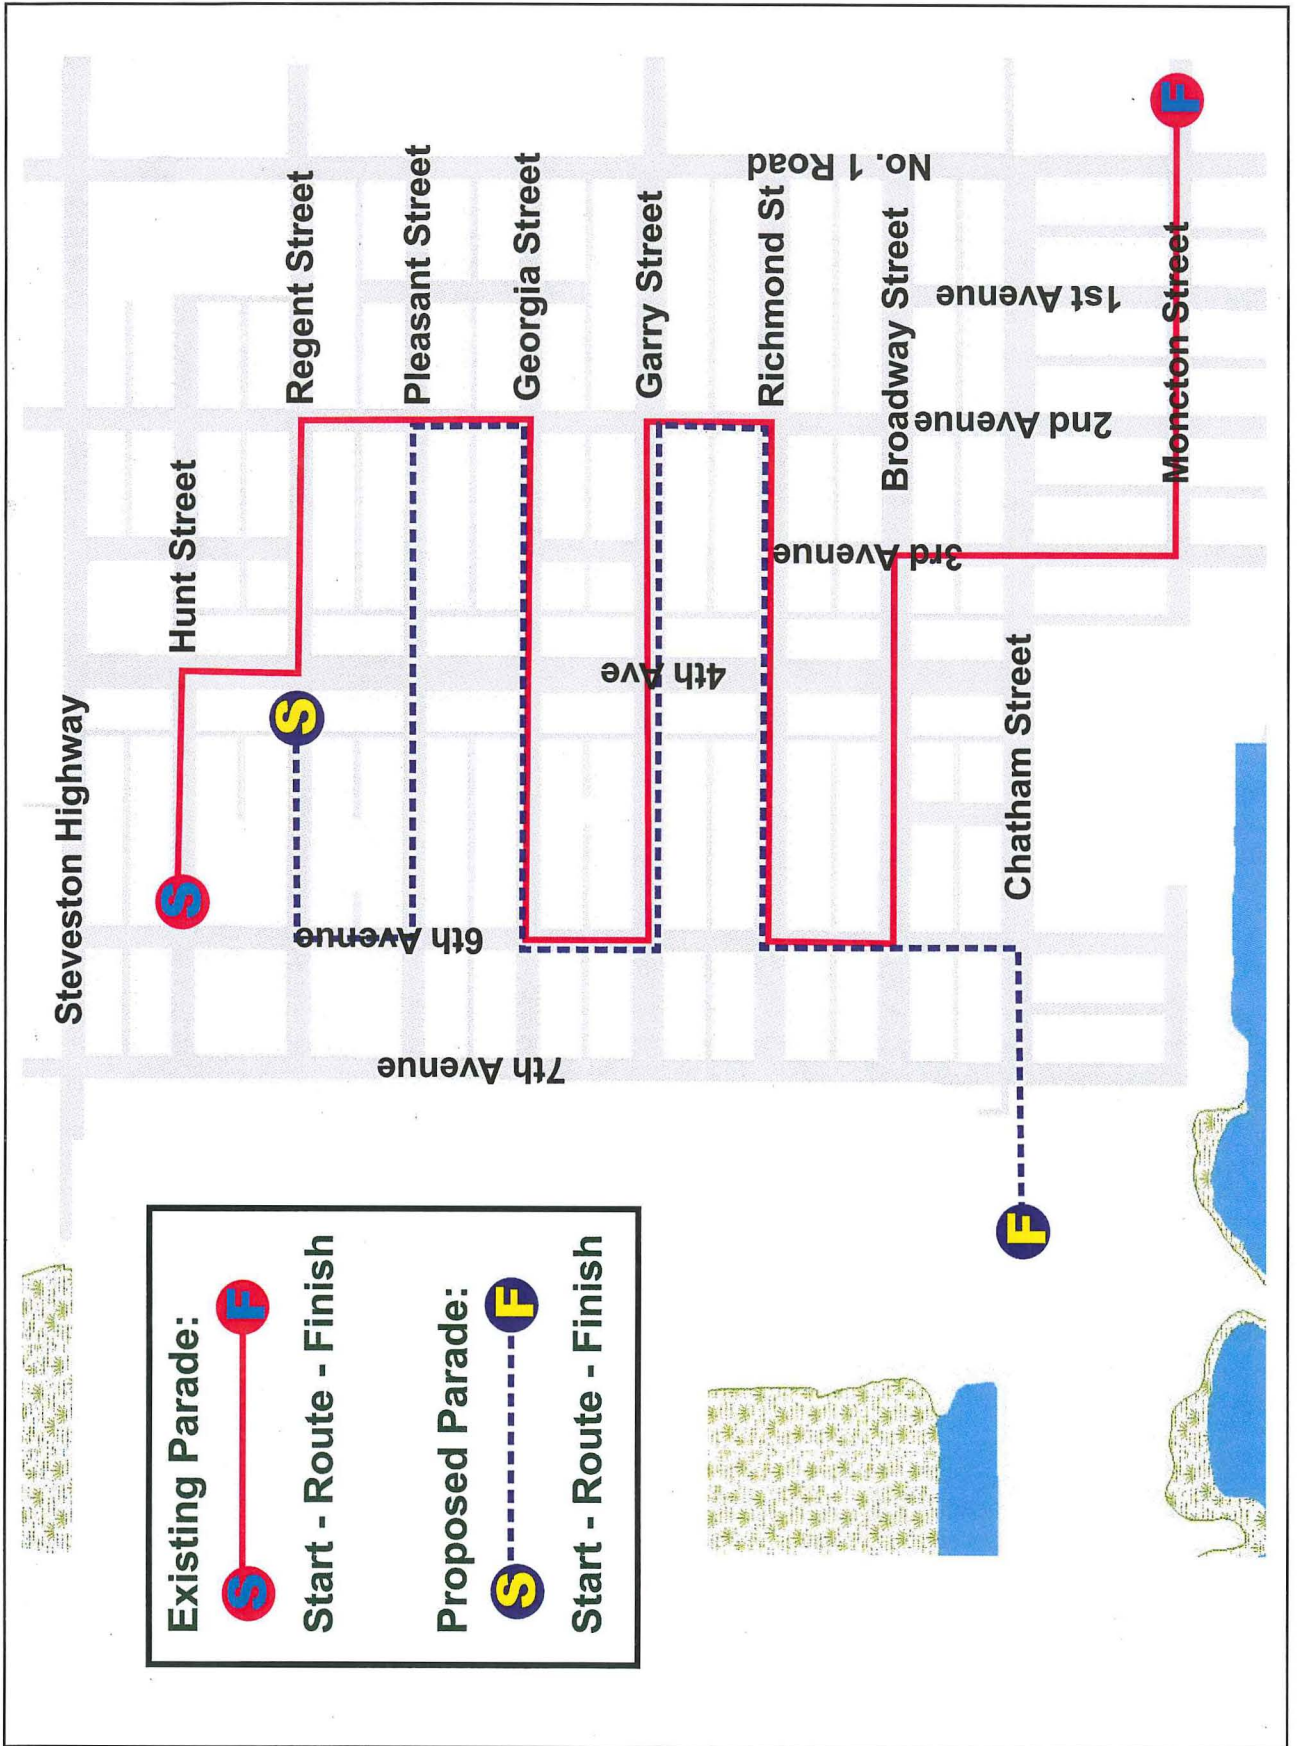 Existing Parade:
S F
Start - Route - Finish
Proposed Parade:
S F
Start - Route - Finish
Steveston Highway
S
Hunt Street
S
Regent Street
Pleasant Street
Georgia Street
Garry Street
Richmond St
Broadway Street
Chatham Street
Moncton Street
7th Avenue
6th Avenue
4th Ave
3rd Avenue
2nd Avenue
1st Avenue
No. 1 Road
F
F